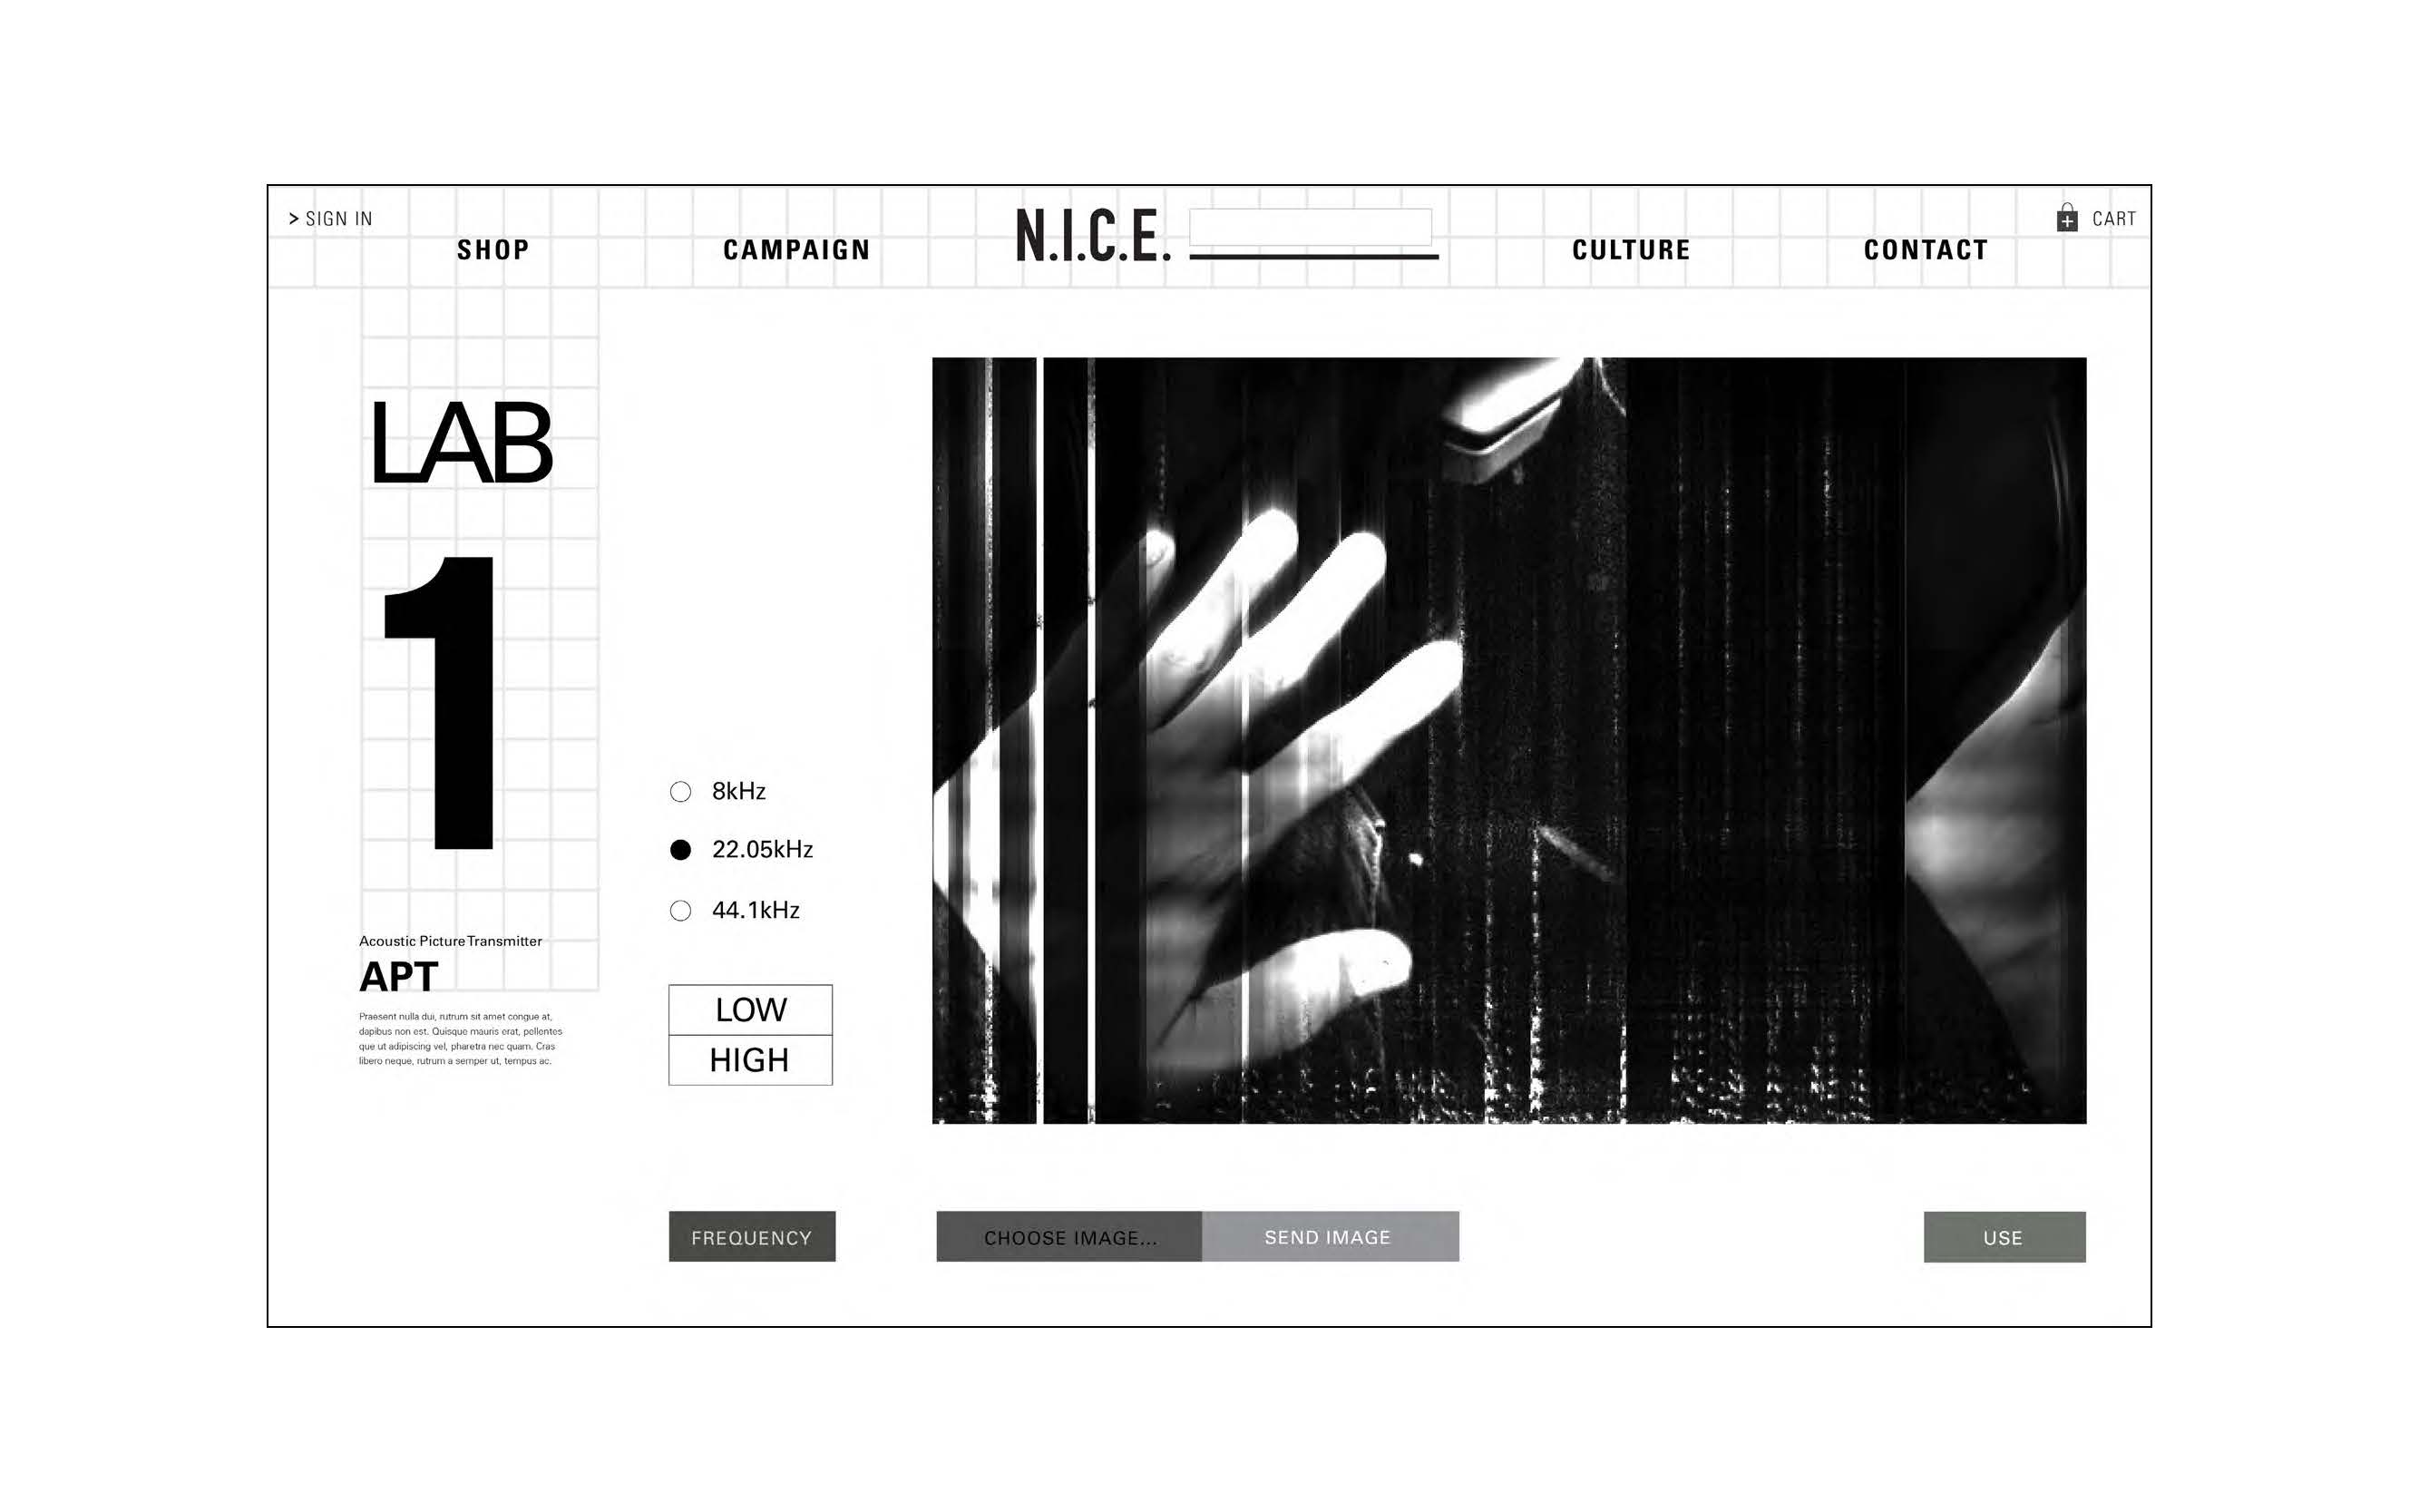 > SIGN IN
SHOP
CAMPAIGN
N.I.C.E.
CULTURE
CONTACT
CART
LAB
1
Acoustic Picture Transmitter
APT
Praesent nulla dui, rutrum sit amet congue at,
dapibus non est. Quisque mauris erat, pellentes
que ut adipiscing vel, pharetra nec quam. Cras
libero neque, rutrum a semper ut, tempus ac.
8kHz
22.05kHz
44.1kHz
LOW
HIGH
FREQUENCY
CHOOSE IMAGE...
SEND IMAGE
USE